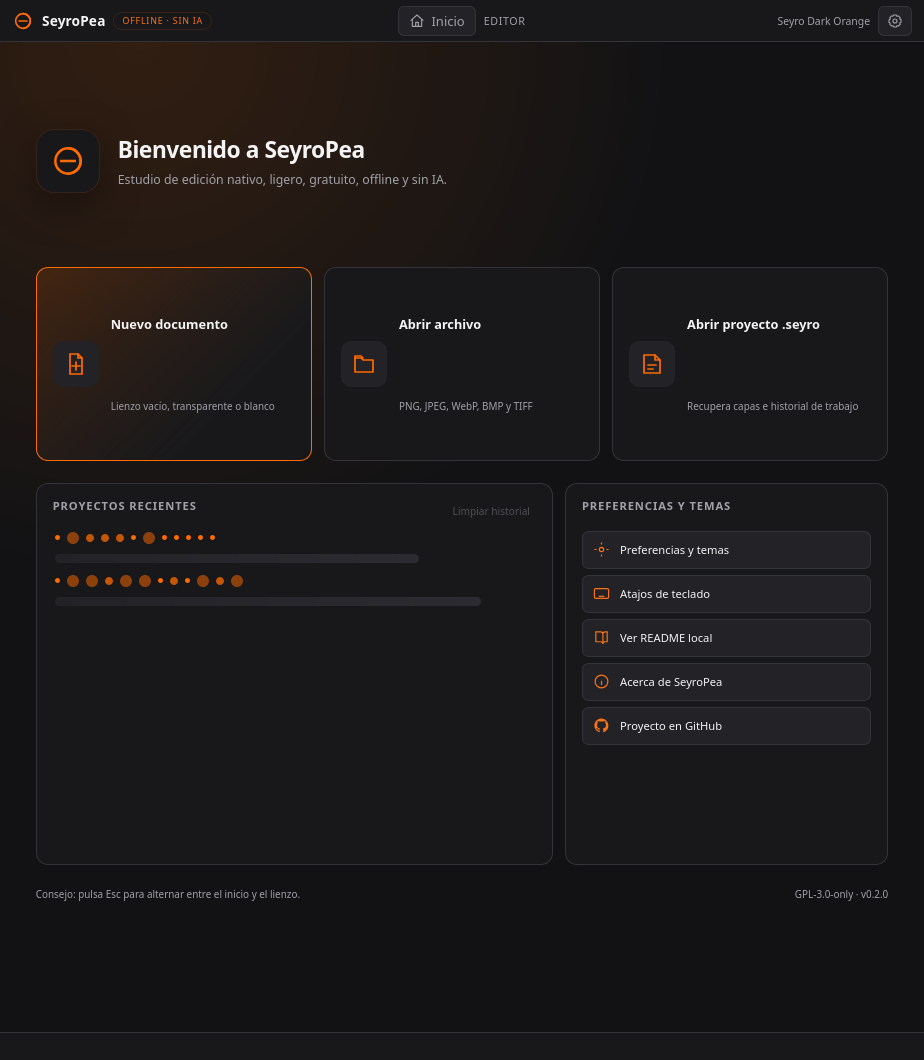 SeyroPea
OFFLINE · SIN IA
Inicio
EDITOR
Seyro Dark Orange
Bienvenido a SeyroPea
Estudio de edición nativo, ligero, gratuito, offline y sin IA.
Nuevo documento
Lienzo vacío, transparente o blanco
Abrir archivo
PNG, JPEG, WebP, BMP y TIFF
Abrir proyecto .seyro
Recupera capas e historial de trabajo
PROYECTOS RECIENTES
Limpiar historial
PREFERENCIAS Y TEMAS
Preferencias y temas
Atajos de teclado
Ver README local
Acerca de SeyroPea
Proyecto en GitHub
Consejo: pulsa Esc para alternar entre el inicio y el lienzo.
GPL-3.0-only · v0.2.0